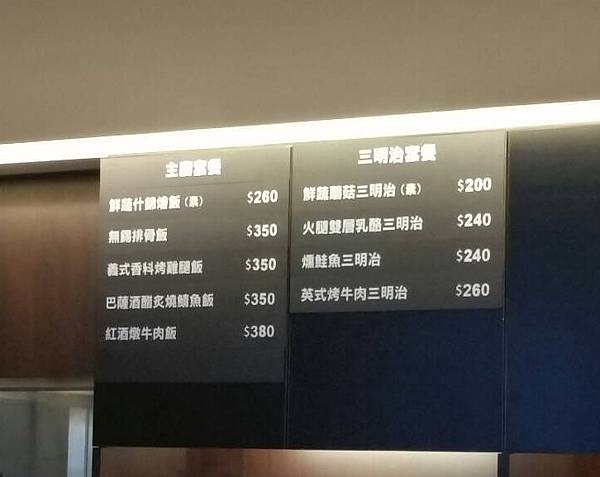 主廚套餐
鮮蔬什錦燴飯（素） $260
無錫排骨飯 $350
義式香料烤雞腿飯 $350
巴薩酒醋炙燒鯖魚飯 $350
紅酒燉牛肉飯 $380
三明治套餐
鮮蔬蘑菇三明治（素） $200
火腿雙層乳酪三明治 $240
燻鮭魚三明治 $240
英式烤牛肉三明治 $260